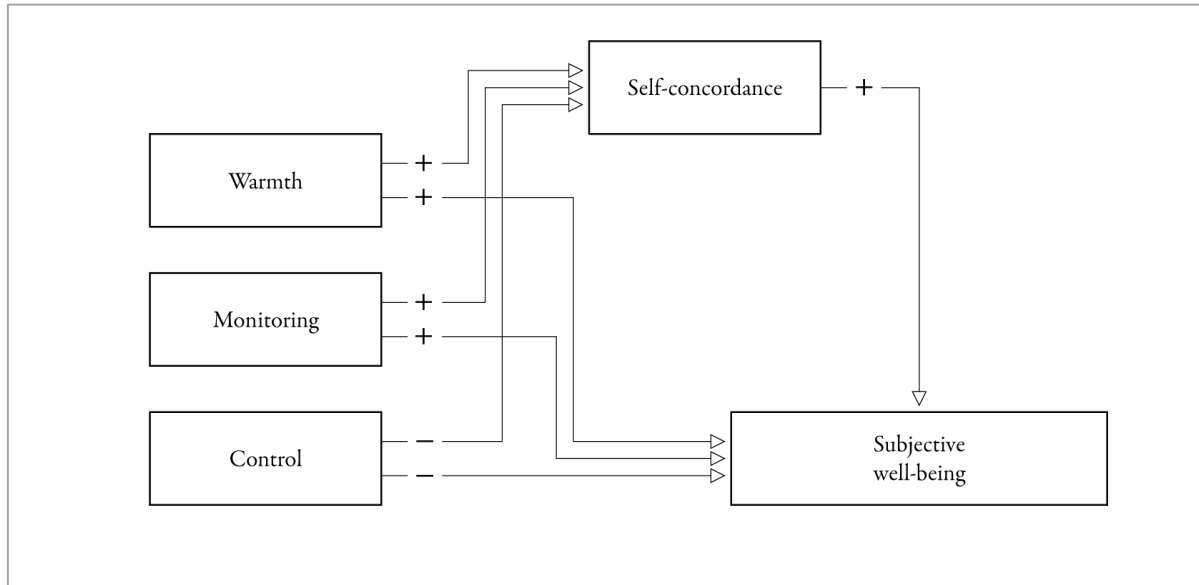 Self-concordance
+
Warmth
+
+
Monitoring
+
+
Control
−
−
Subjective
well-being